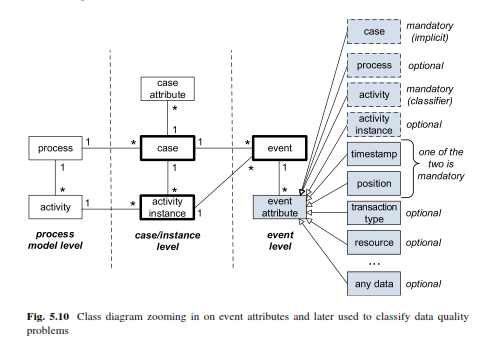 case
mandatory
(implicit)
process
optional
activity
mandatory
(classifier)
activity
instance
optional
timestamp
position
one of the
two is
mandatory
transaction
type
optional
resource
optional
...
any data
optional
case
attribute
*
1
process
1
*
case
1
*
event
1
*
1
1
*
*
*
activity
1
*
activity
instance
1
event
attribute
process
model level
case/instance
level
event
level
Fig. 5.10 Class diagram zooming in on event attributes and later used to classify data quality
problems